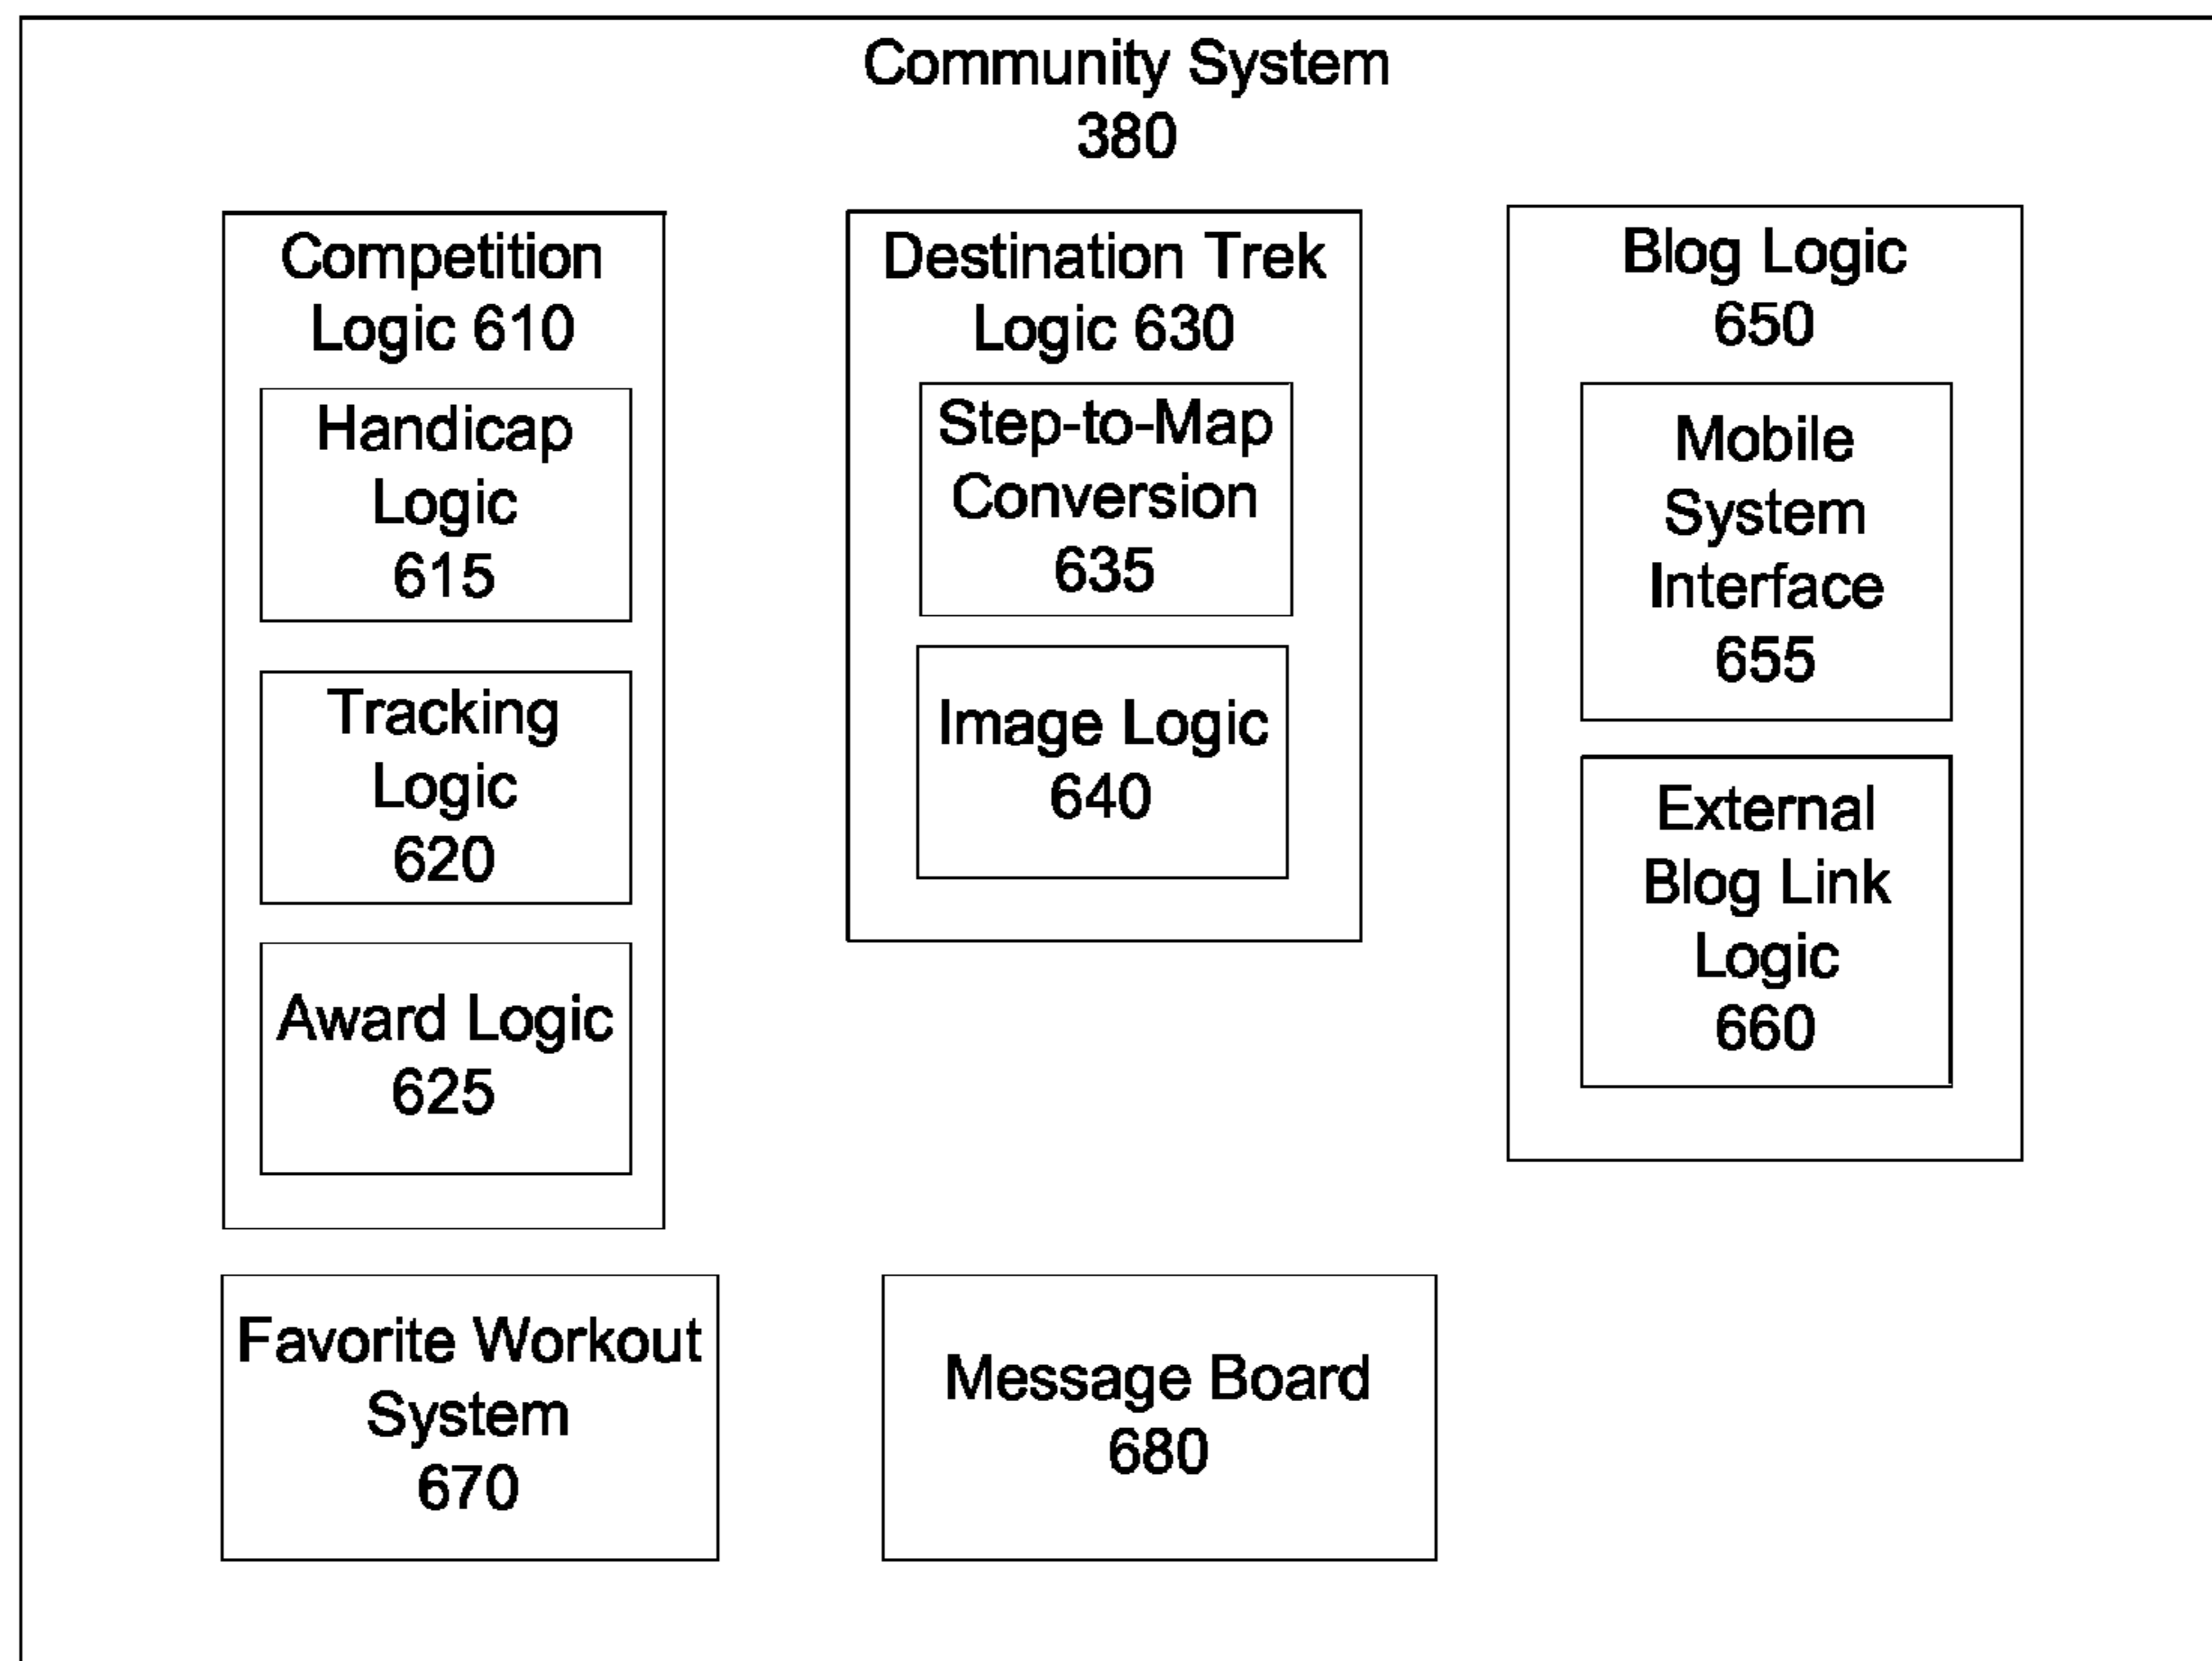 Community System
380
Competition
Logic 610
Handicap
Logic
615
Tracking
Logic
620
Award Logic
625
Destination Trek
Logic 630
Step-to-Map
Conversion
635
Image Logic
640
Blog Logic
650
Mobile
System
Interface
655
External
Blog Link
Logic
660
Favorite Workout
System
670
Message Board
680